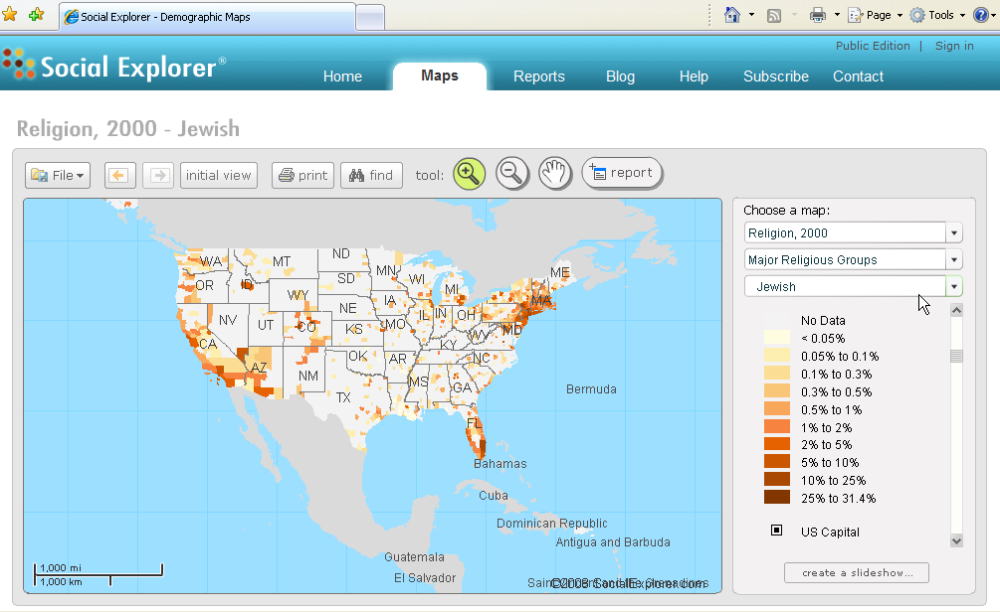 Social Explorer - Demographic Maps
Page
Tools
Public Edition | Sign in
Social Explorer®
Home
Maps
Reports
Blog
Help
Subscribe
Contact
Religion, 2000 - Jewish
File
initial view
print
find
tool:
report
Choose a map:
Religion, 2000
Major Religious Groups
Jewish
No Data
< 0.05%
0.05% to 0.1%
0.1% to 0.3%
0.3% to 0.5%
0.5% to 1%
1% to 2%
2% to 5%
5% to 10%
10% to 25%
25% to 31.4%
US Capital
create a slideshow...
WA
MT
ND
MN
ME
OR
ID
SD
WI
MI
WY
MA
NV
UT
NE
IA
IL
IN
OH
CO
KS
MO
WV
MD
CA
KY
AZ
NM
OK
AR
NC
TX
MS
GA
FL
Bermuda
Bahamas
Cuba
Dominican Republic
Antigua and Barbuda
Guatemala
El Salvador
©2008 SocialExplorer.com
1,000 mi
1,000 km